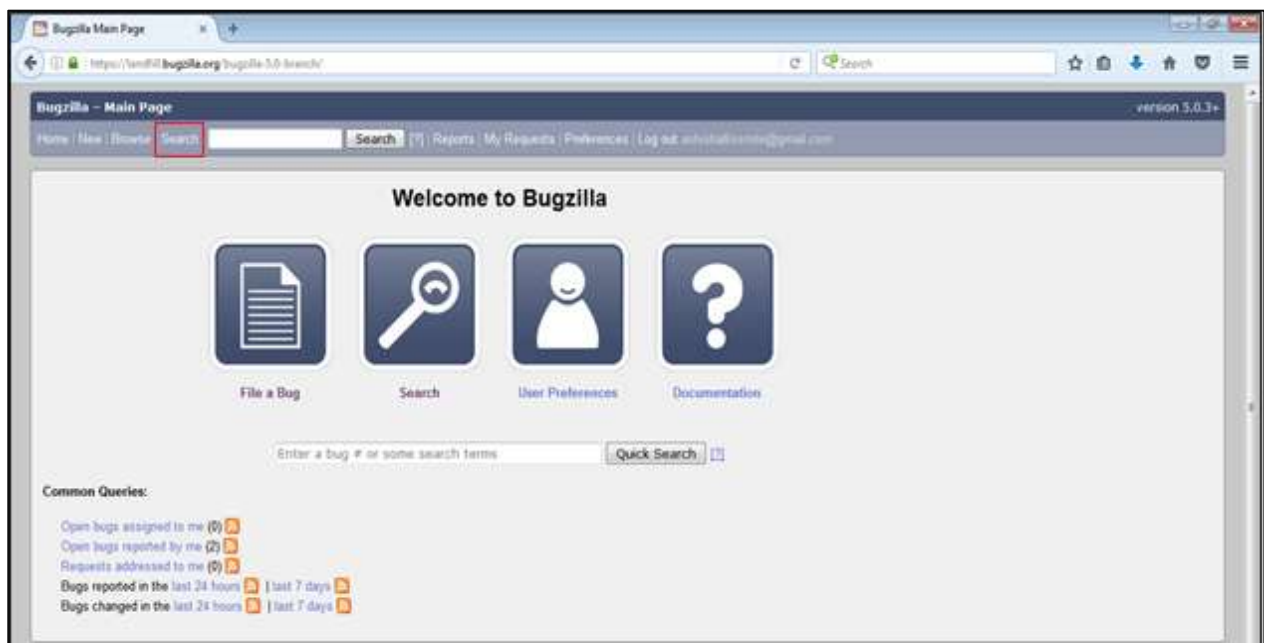 Bugzilla Main Page
https://landfill.bugzilla.org/bugzilla-5.0-branch/
Search
Bugzilla – Main Page
version 5.0.3+
Home | New | Browse | Search | Search [?] | Reports | My Requests | Preferences | Log out
Welcome to Bugzilla
File a Bug
Search
User Preferences
Documentation
Enter a bug # or some search terms
Quick Search [?]
Common Queries:
Open bugs assigned to me (0)
Open bugs reported by me (2)
Requests addressed to me (0)
Bugs reported in the last 24 hours | last 7 days
Bugs changed in the last 24 hours | last 7 days